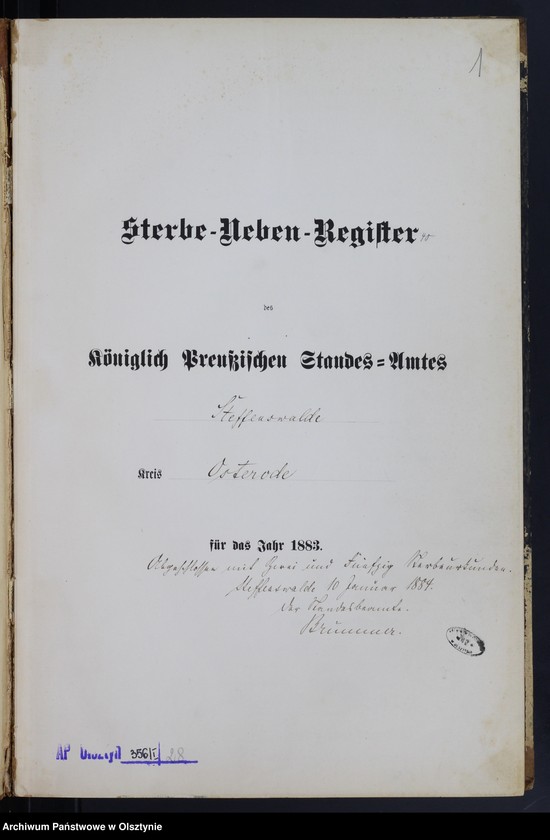 1
Sterbe-Neben-Register
des
Königlich Preußischen Standes=Amtes
Steffenswalde
Kreis Osterode
für das Jahr 1883.
Abgeschlossen mit Zwei und Fünfzig Sterbeurkunden.
Steffenswalde 10 Januar 1884.
Der Standesbeamte.
Brummer.
AP Olsztyn 356/I 28
Archiwum Państwowe w Olsztynie